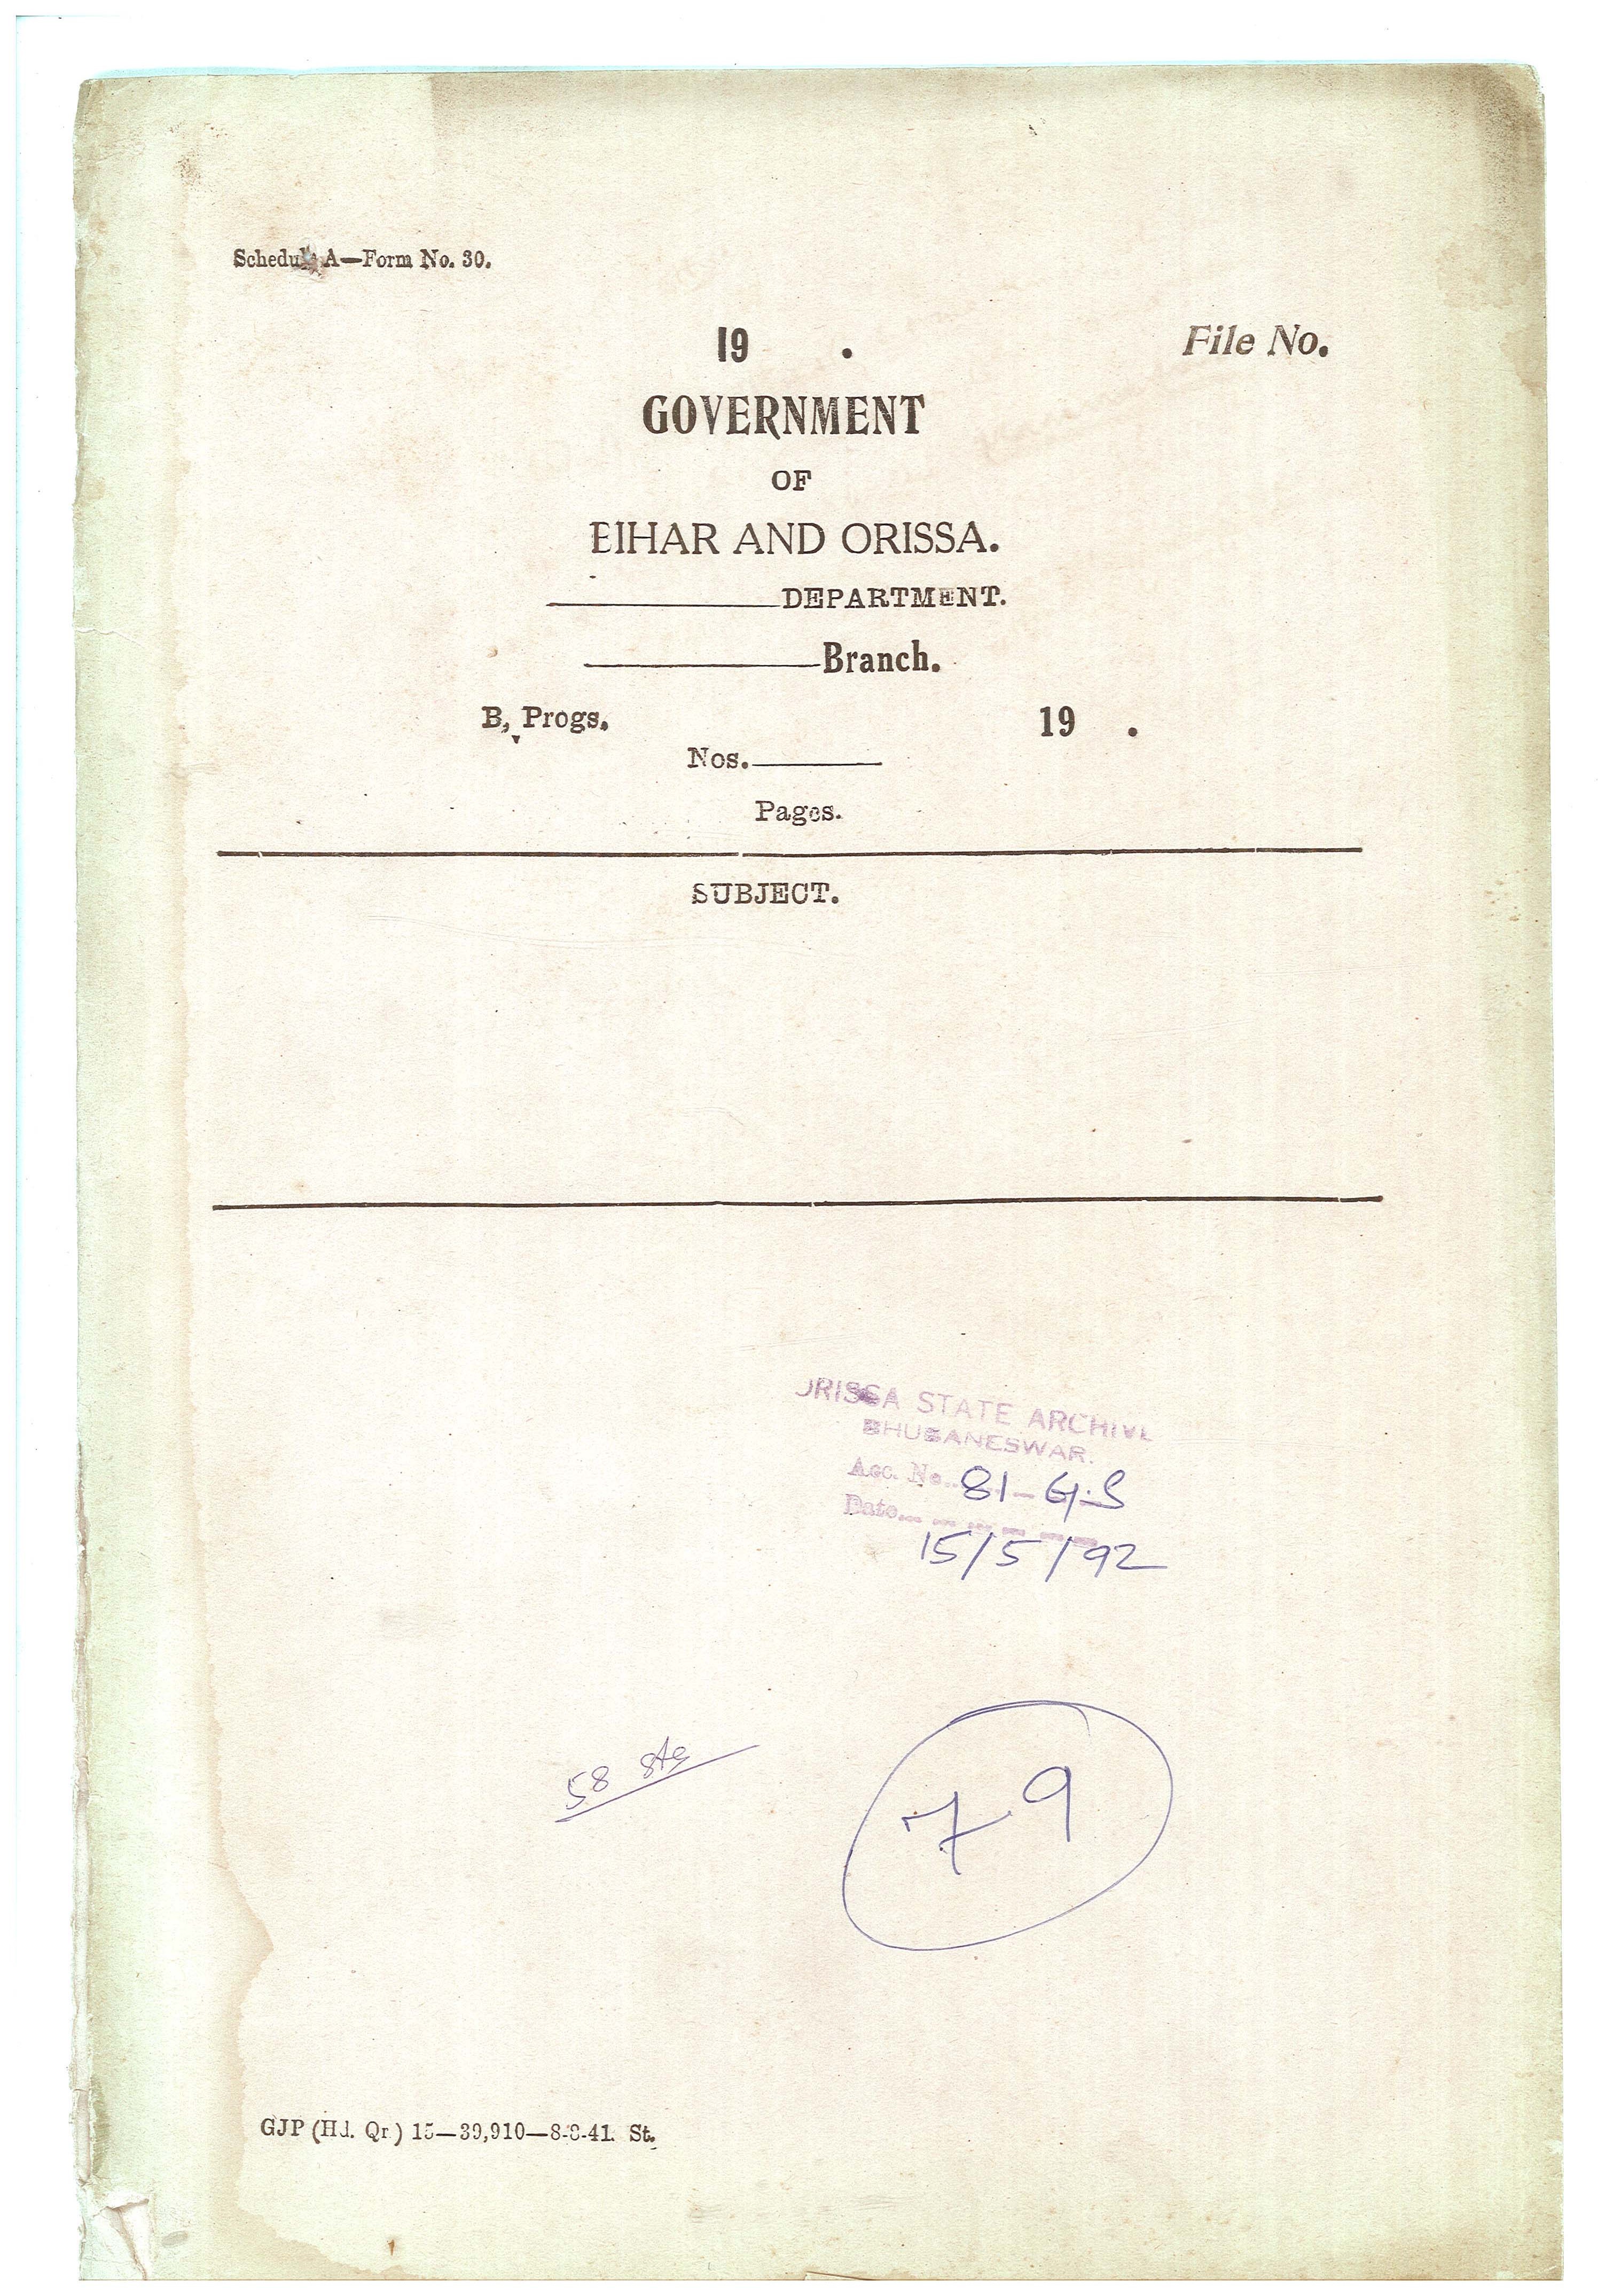 Schedule A—Form No. 30.
19 . File No.
GOVERNMENT
OF
BIHAR AND ORISSA.
DEPARTMENT.
Branch.
B, Progs. 19 .
Nos.
Pages.
SUBJECT.
ORISSA STATE ARCHIVE
BHUBANESWAR.
Acc. No. 81-G.S
Date
15/5/92
58
79
GJP (Hd. Qr.) 15—39,910—8-8-41. St.